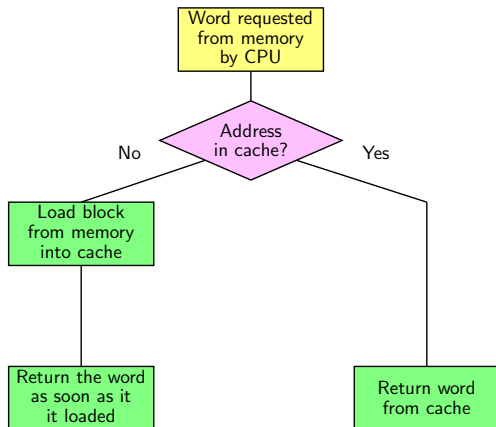 Word requested
from memory
by CPU
Address
in cache?
No
Yes
Load block
from memory
into cache
Return the word
as soon as it
it loaded
Return word
from cache